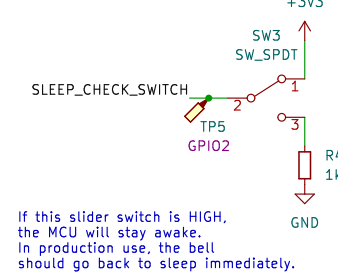 +3V3
SW3
SW_SPDT
SLEEP_CHECK_SWITCH
1
2
TP5
3
GPIO2
GND
If this slider switch is HIGH,
the MCU will stay awake.
In production use, the bell
should go back to sleep immediately.